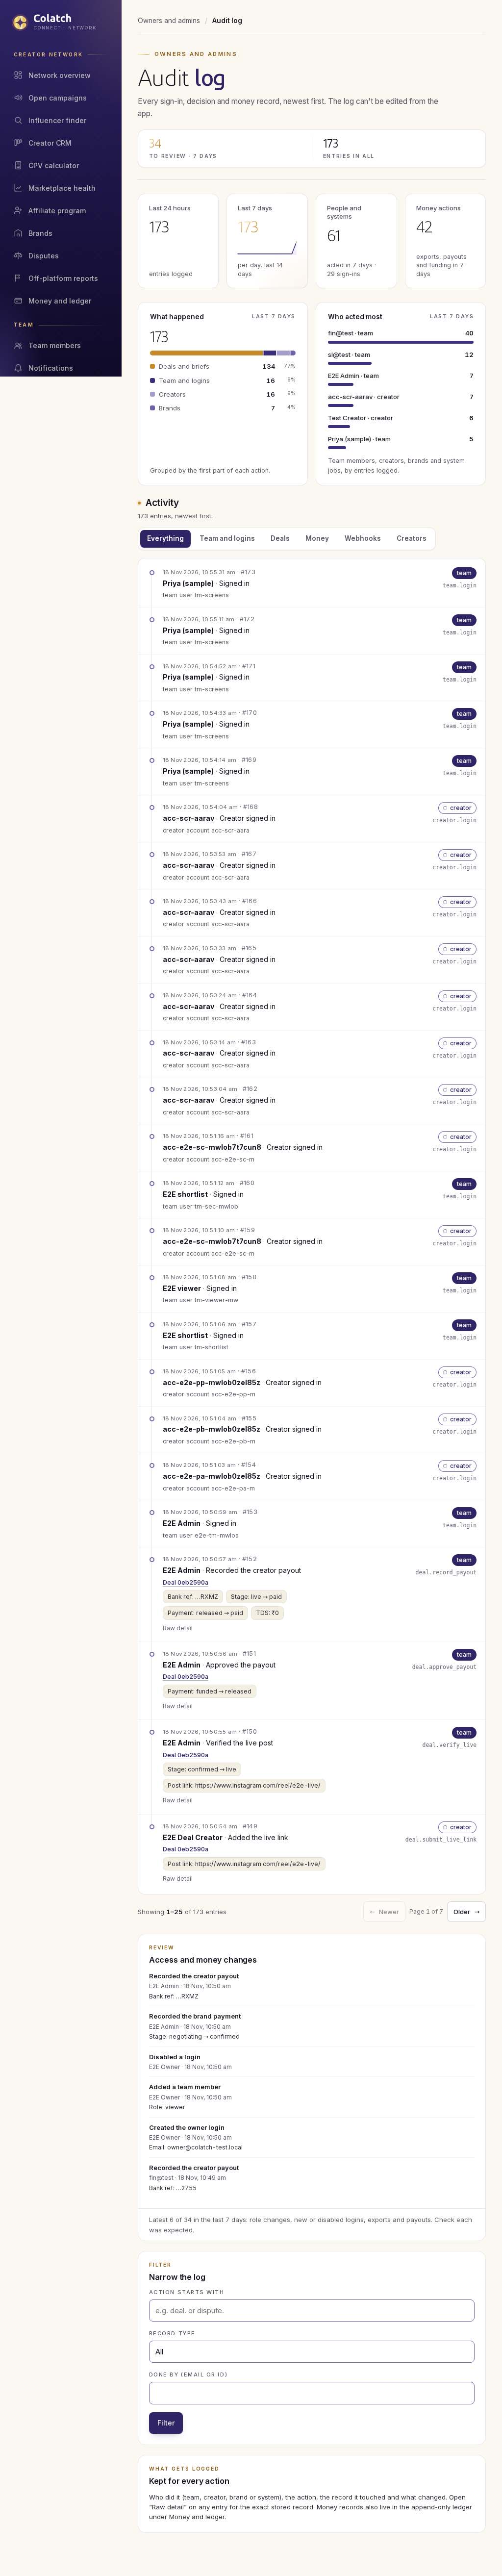 Colatch
CONNECT NETWORK
CREATOR NETWORK
Network overview
Open campaigns
Influencer finder
Creator CRM
CPV calculator
Marketplace health
Affiliate program
Brands
Disputes
Off-platform reports
Money and ledger
TEAM
Team members
Notifications
Owners and admins / Audit log
OWNERS AND ADMINS
Audit log
Every sign-in, decision and money record, newest first. The log can't be edited from the
app.
34
TO REVIEW · 7 DAYS
173
ENTRIES IN ALL
Last 24 hours
173
entries logged
Last 7 days
173
per day, last 14
days
People and
systems
61
acted in 7 days ·
29 sign-ins
Money actions
42
exports, payouts
and funding in 7
days
What happened LAST 7 DAYS
173
Deals and briefs 134 77%
Team and logins 16 9%
Creators 16 9%
Brands 7 4%
Grouped by the first part of each action.
Who acted most LAST 7 DAYS
fin@test · team 40
sl@test · team 12
E2E Admin · team 7
acc-scr-aarav · creator 7
Test Creator · creator 6
Priya (sample) · team 5
Team members, creators, brands and system
jobs, by entries logged.
Activity
173 entries, newest first.
Everything Team and logins Deals Money Webhooks Creators
18 Nov 2026, 10:55:31 am · #173 team
Priya (sample) · Signed in team.login
team user tm-screens
18 Nov 2026, 10:55:11 am · #172 team
Priya (sample) · Signed in team.login
team user tm-screens
18 Nov 2026, 10:54:52 am · #171 team
Priya (sample) · Signed in team.login
team user tm-screens
18 Nov 2026, 10:54:33 am · #170 team
Priya (sample) · Signed in team.login
team user tm-screens
18 Nov 2026, 10:54:14 am · #169 team
Priya (sample) · Signed in team.login
team user tm-screens
18 Nov 2026, 10:54:04 am · #168 creator
acc-scr-aarav · Creator signed in creator.login
creator account acc-scr-aara
18 Nov 2026, 10:53:53 am · #167 creator
acc-scr-aarav · Creator signed in creator.login
creator account acc-scr-aara
18 Nov 2026, 10:53:43 am · #166 creator
acc-scr-aarav · Creator signed in creator.login
creator account acc-scr-aara
18 Nov 2026, 10:53:33 am · #165 creator
acc-scr-aarav · Creator signed in creator.login
creator account acc-scr-aara
18 Nov 2026, 10:53:24 am · #164 creator
acc-scr-aarav · Creator signed in creator.login
creator account acc-scr-aara
18 Nov 2026, 10:53:14 am · #163 creator
acc-scr-aarav · Creator signed in creator.login
creator account acc-scr-aara
18 Nov 2026, 10:53:04 am · #162 creator
acc-scr-aarav · Creator signed in creator.login
creator account acc-scr-aara
18 Nov 2026, 10:51:16 am · #161 creator
acc-e2e-sc-mwlob7t7cun8 · Creator signed in creator.login
creator account acc-e2e-sc-m
18 Nov 2026, 10:51:12 am · #160 team
E2E shortlist · Signed in team.login
team user tm-sec-mwlob
18 Nov 2026, 10:51:10 am · #159 creator
acc-e2e-sc-mwlob7t7cun8 · Creator signed in creator.login
creator account acc-e2e-sc-m
18 Nov 2026, 10:51:08 am · #158 team
E2E viewer · Signed in team.login
team user tm-viewer-mw
18 Nov 2026, 10:51:06 am · #157 team
E2E shortlist · Signed in team.login
team user tm-shortlist
18 Nov 2026, 10:51:05 am · #156 creator
acc-e2e-pp-mwlob0zel85z · Creator signed in creator.login
creator account acc-e2e-pp-m
18 Nov 2026, 10:51:04 am · #155 creator
acc-e2e-pb-mwlob0zel85z · Creator signed in creator.login
creator account acc-e2e-pb-m
18 Nov 2026, 10:51:03 am · #154 creator
acc-e2e-pa-mwlob0zel85z · Creator signed in creator.login
creator account acc-e2e-pa-m
18 Nov 2026, 10:50:59 am · #153 team
E2E Admin · Signed in team.login
team user e2e-tm-mwloa
18 Nov 2026, 10:50:57 am · #152 team
E2E Admin · Recorded the creator payout deal.record_payout
Deal 0eb2590a
Bank ref: …RXMZ Stage: live → paid
Payment: released → paid TDS: ₹0
Raw detail
18 Nov 2026, 10:50:56 am · #151 team
E2E Admin · Approved the payout deal.approve_payout
Deal 0eb2590a
Payment: funded → released
Raw detail
18 Nov 2026, 10:50:55 am · #150 team
E2E Admin · Verified the live post deal.verify_live
Deal 0eb2590a
Stage: confirmed → live
Post link: https://www.instagram.com/reel/e2e-live/
Raw detail
18 Nov 2026, 10:50:54 am · #149 creator
E2E Deal Creator · Added the live link deal.submit_live_link
Deal 0eb2590a
Post link: https://www.instagram.com/reel/e2e-live/
Raw detail
Showing 1–25 of 173 entries ← Newer Page 1 of 7 Older →
REVIEW
Access and money changes
Recorded the creator payout
E2E Admin · 18 Nov, 10:50 am
Bank ref: …RXMZ
Recorded the brand payment
E2E Admin · 18 Nov, 10:50 am
Stage: negotiating → confirmed
Disabled a login
E2E Owner · 18 Nov, 10:50 am
Added a team member
E2E Owner · 18 Nov, 10:50 am
Role: viewer
Created the owner login
E2E Owner · 18 Nov, 10:50 am
Email: owner@colatch-test.local
Recorded the creator payout
fin@test · 18 Nov, 10:49 am
Bank ref: …2755
Latest 6 of 34 in the last 7 days: role changes, new or disabled logins, exports and payouts. Check each
was expected.
FILTER
Narrow the log
ACTION STARTS WITH
e.g. deal. or dispute.
RECORD TYPE
All
DONE BY (EMAIL OR ID)
Filter
WHAT GETS LOGGED
Kept for every action
Who did it (team, creator, brand or system), the action, the record it touched and what changed. Open
"Raw detail" on any entry for the exact stored record. Money records also live in the append-only ledger
under Money and ledger.